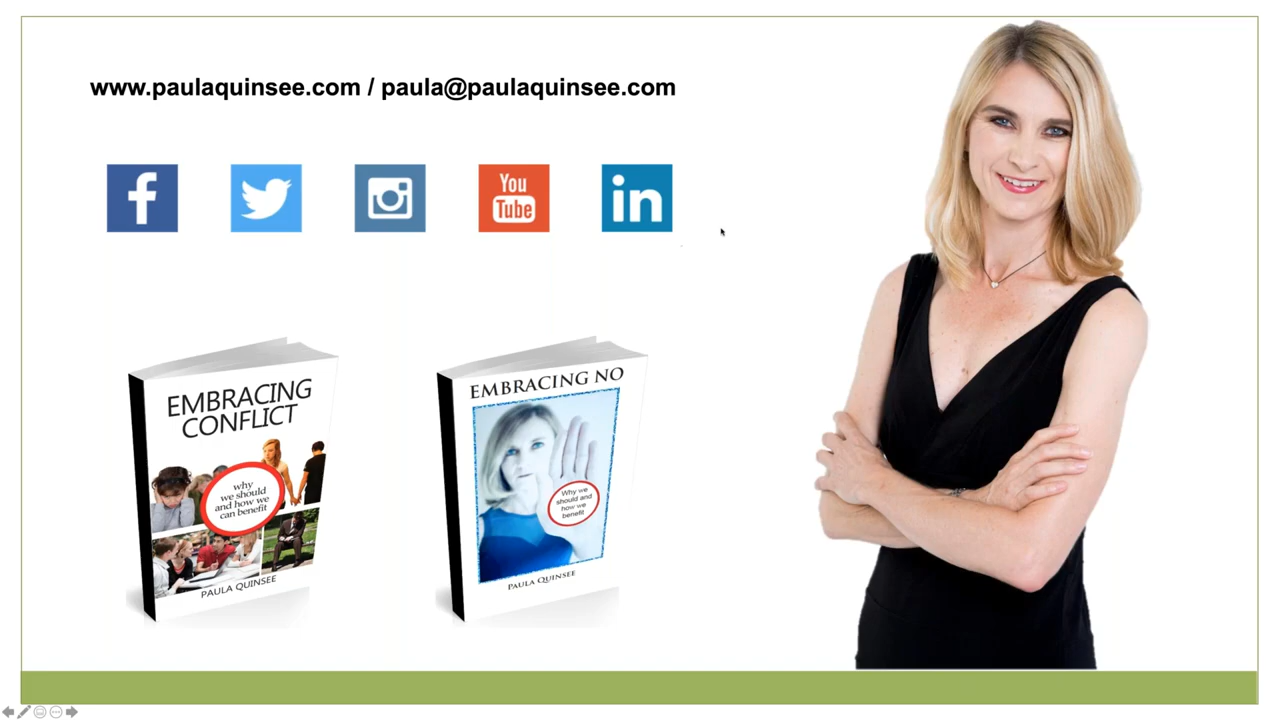 www.paulaquinsee.com / paula@paulaquinsee.com
f
You
Tube
in
EMBRACING
CONFLICT
why
we should
and how we
can benefit
PAULA QUINSEE
EMBRACING NO
Why we
should and
how we
benefit
PAULA QUINSEE